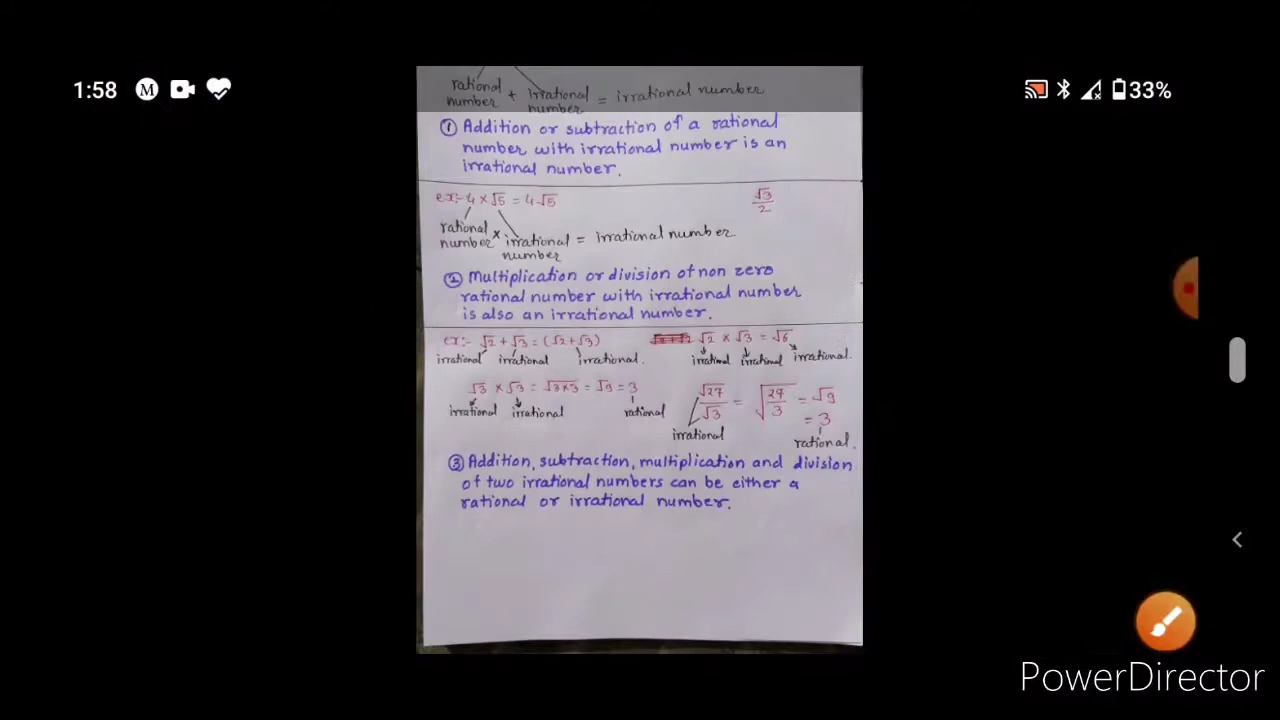 1:58 M 33%
rational
number + irrational
number = irrational number
① Addition or subtraction of a rational
number with irrational number is an
irrational number.
ex:- 4 × √5 = 4√5
√3/2
rational
number × irrational
number = irrational number.
② Multiplication or division of non zero
rational number with irrational number
is also an irrational number.
ex:- √2 + √3 = (√2+√3)
irrational irrational irrational.
√2 × √3 = √6
irrational irrational irrational.
√3 × √3 = √3×3 = √9 = 3
irrational irrational rational
√27/√3 = √27/3 = √9
= 3
irrational
rational.
③ Addition, subtraction, multiplication and division
of two irrational numbers can be either a
rational or irrational number.
PowerDirector